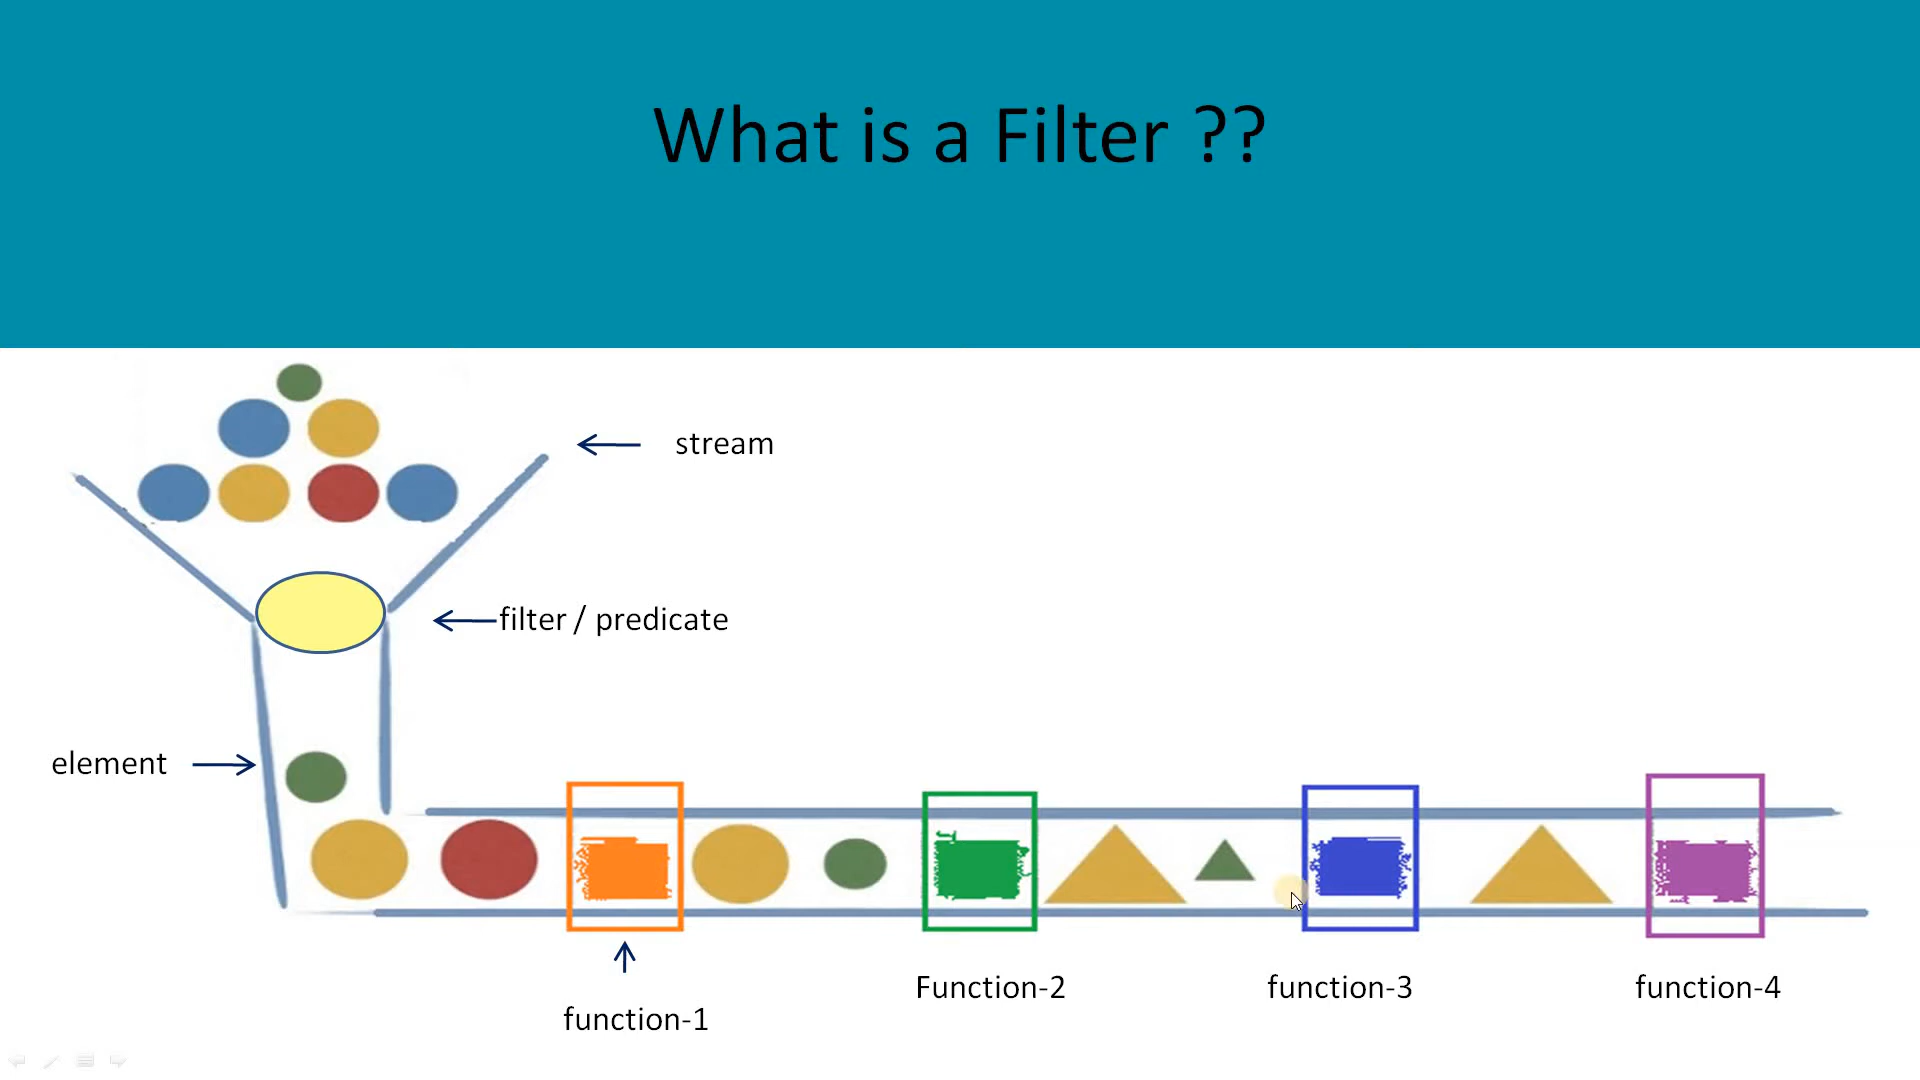 What is a Filter ??
stream
filter / predicate
element
function-1
Function-2
function-3
function-4